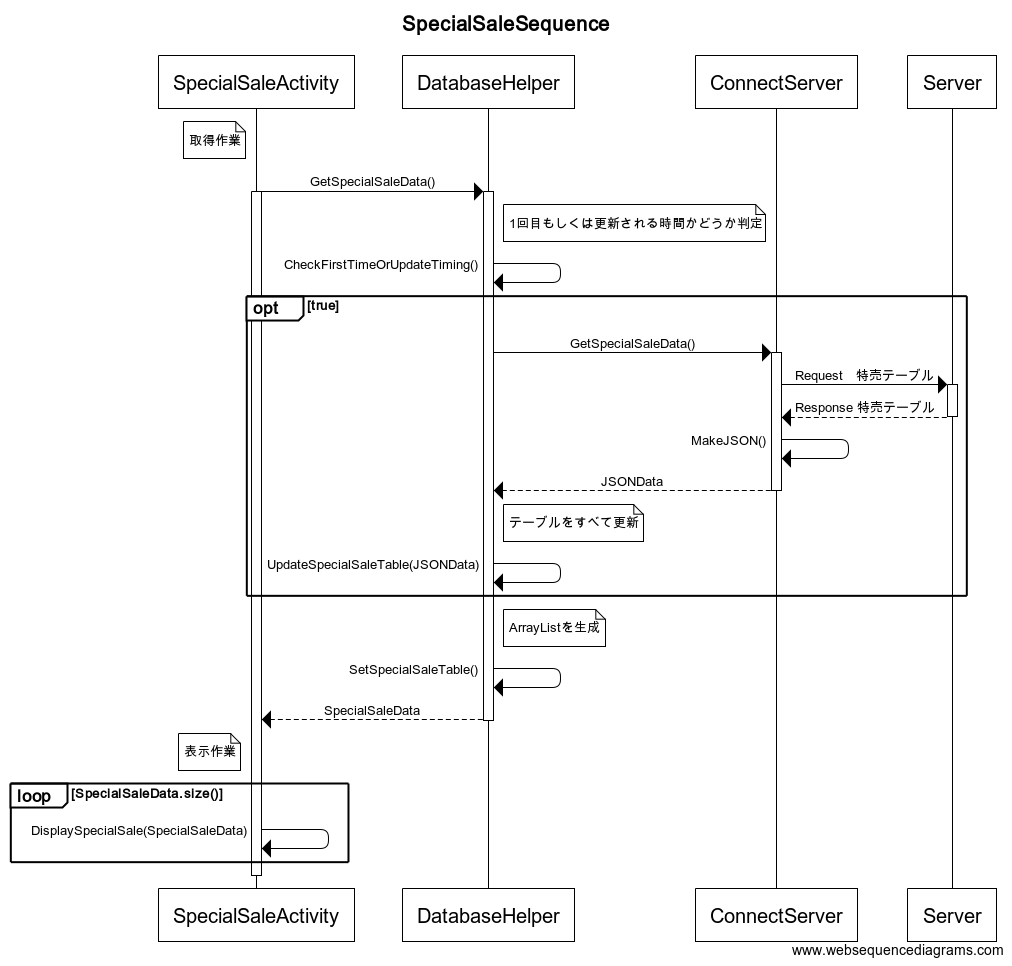 SpecialSaleSequence
SpecialSaleActivity
DatabaseHelper
ConnectServer
Server
取得作業
GetSpecialSaleData()
1回目もしくは更新される時間かどうか判定
CheckFirstTimeOrUpdateTiming()
opt
[true]
GetSpecialSaleData()
Request　特売テーブル
Response 特売テーブル
MakeJSON()
JSONData
テーブルをすべて更新
UpdateSpecialSaleTable(JSONData)
ArrayListを生成
SetSpecialSaleTable()
SpecialSaleData
表示作業
loop
[SpecialSaleData.size()]
DisplaySpecialSale(SpecialSaleData)
SpecialSaleActivity
DatabaseHelper
ConnectServer
Server
www.websequencediagrams.com